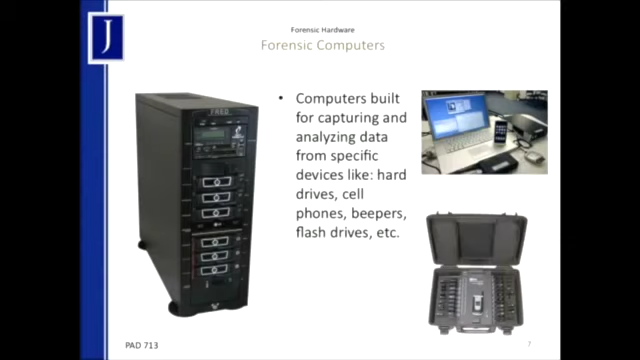 J
Forensic Hardware
Forensic Computers
FRED
• Computers built
for capturing and
analyzing data
from specific
devices like: hard
drives, cell
phones, beepers,
flash drives, etc.
PAD 713
7